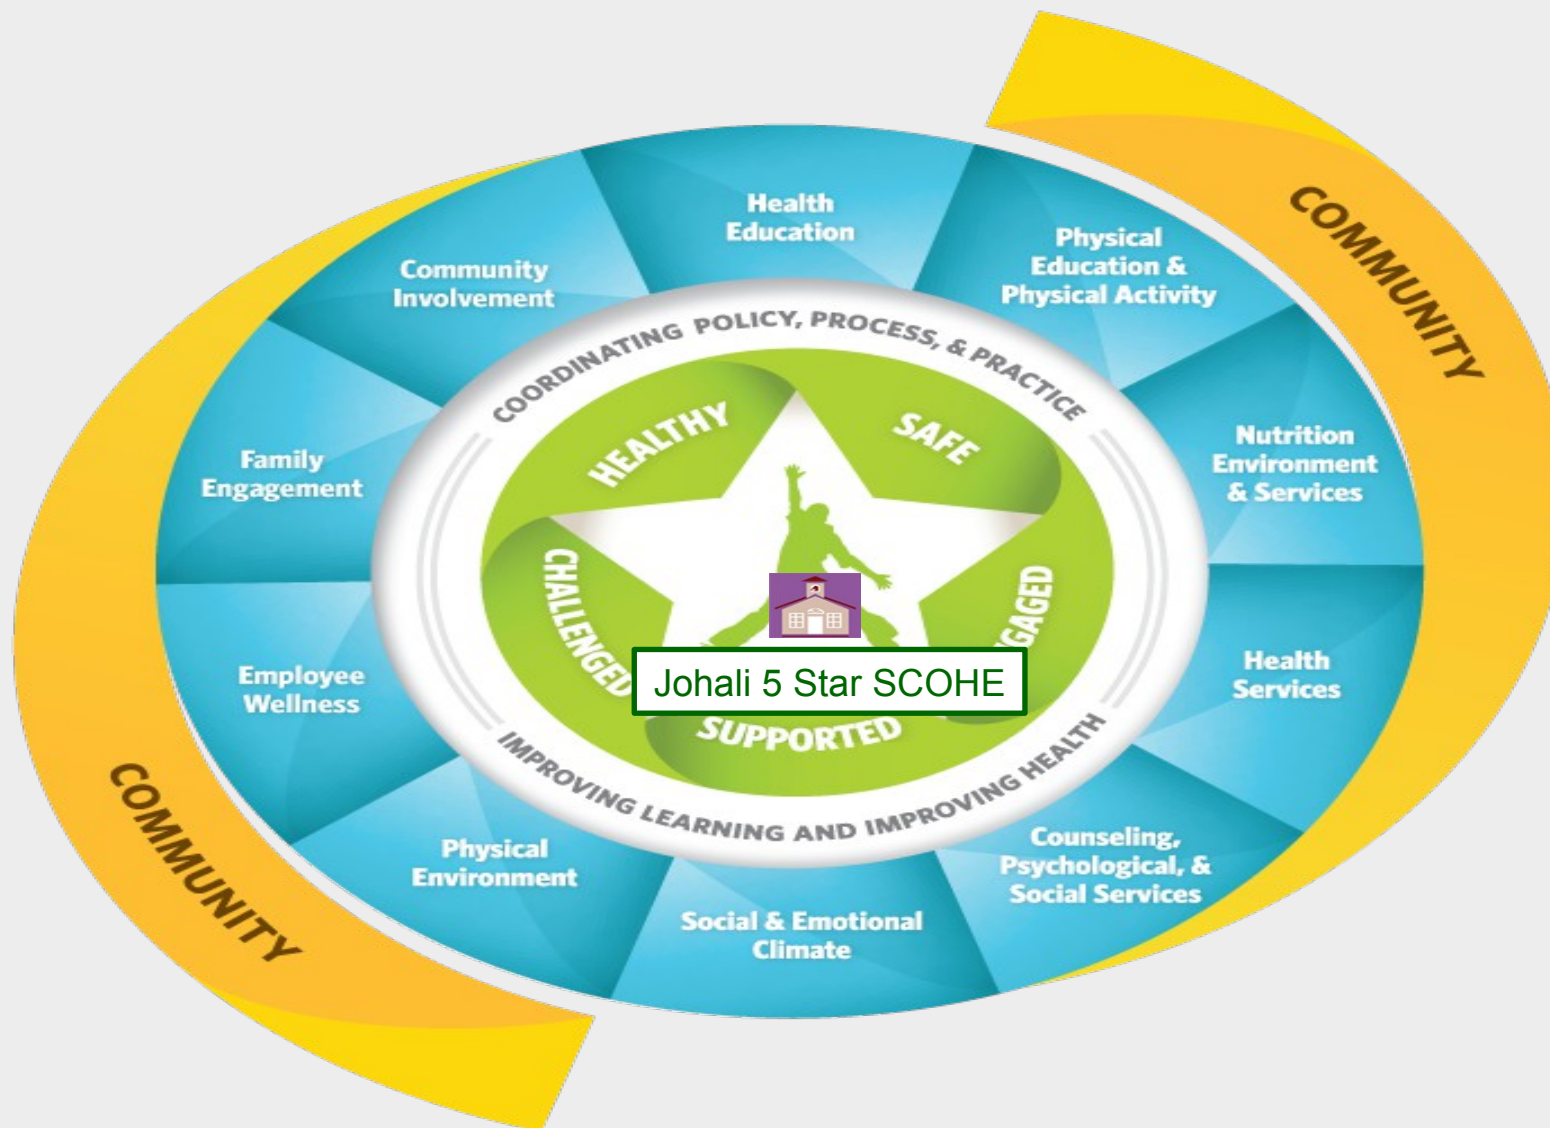 COMMUNITY
Health
Education
Physical
Education &
Physical Activity
Nutrition
Environment
& Services
Health
Services
Counseling,
Psychological, &
Social Services
Social & Emotional
Climate
Physical
Environment
Employee
Wellness
Family
Engagement
Community
Involvement
COORDINATING POLICY, PROCESS, & PRACTICE
IMPROVING LEARNING AND IMPROVING HEALTH
HEALTHY
SAFE
GAGED
SUPPORTED
CHALLENGED
Johali 5 Star SCOHE
COMMUNITY